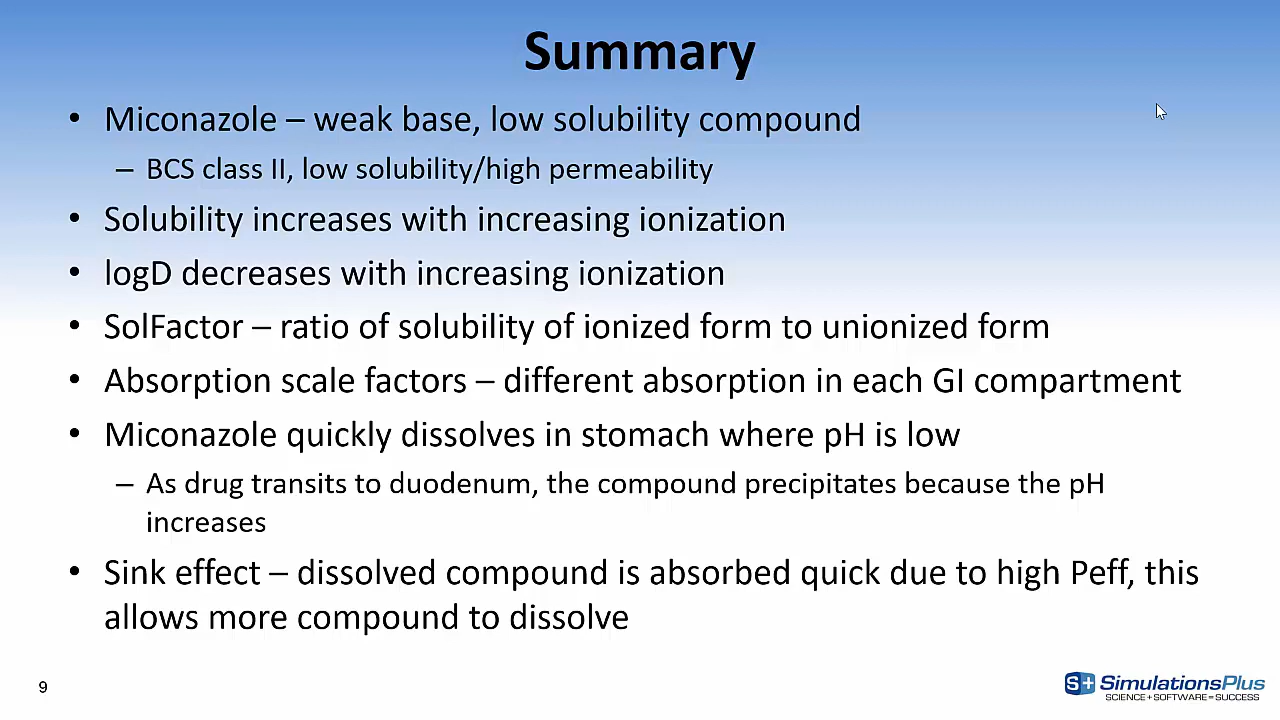 Summary
• Miconazole – weak base, low solubility compound
– BCS class II, low solubility/high permeability
• Solubility increases with increasing ionization
• logD decreases with increasing ionization
• SolFactor – ratio of solubility of ionized form to unionized form
• Absorption scale factors – different absorption in each GI compartment
• Miconazole quickly dissolves in stomach where pH is low
– As drug transits to duodenum, the compound precipitates because the pH
increases
• Sink effect – dissolved compound is absorbed quick due to high Peff, this
allows more compound to dissolve
9
S+ SimulationsPlus
SCIENCE+SOFTWARE=SUCCESS